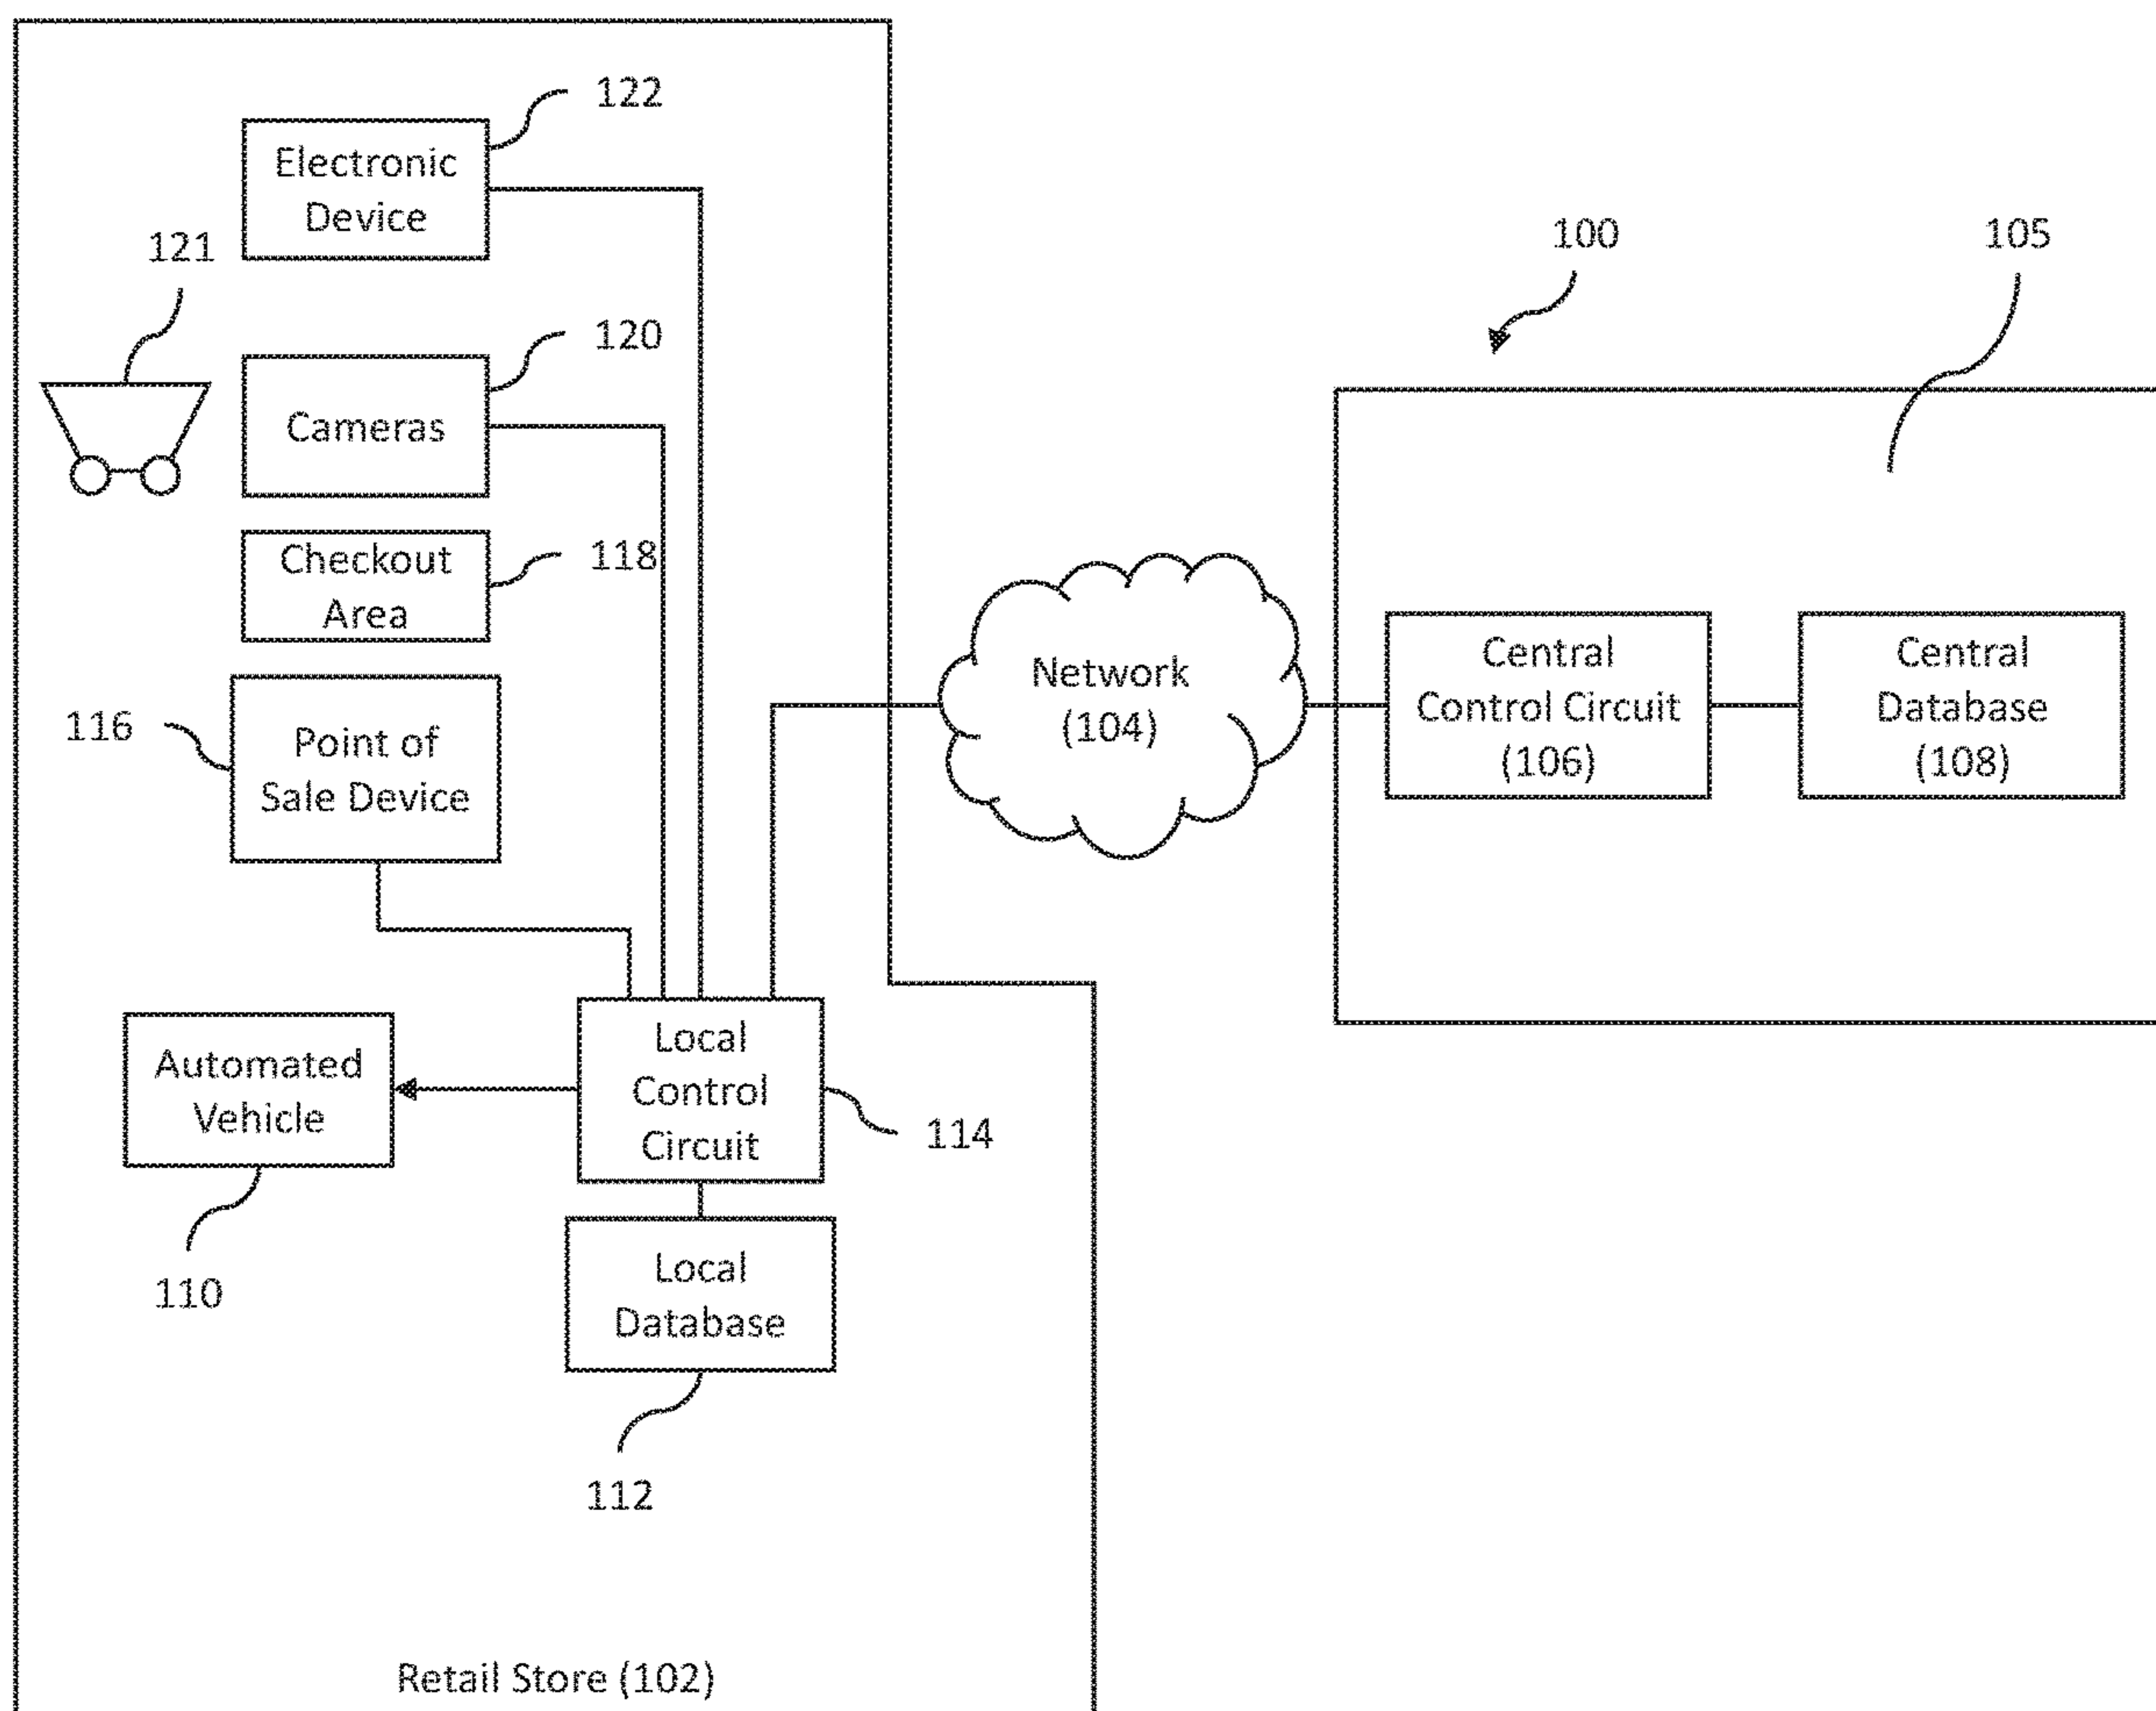 122
Electronic
Device
121
100
105
120
Cameras
Checkout
Area
118
Network
(104)
Central
Control Circuit
(106)
Central
Database
(108)
116
Point of
Sale Device
Automated
Vehicle
Local
Control
Circuit
114
110
Local
Database
112
Retail Store (102)